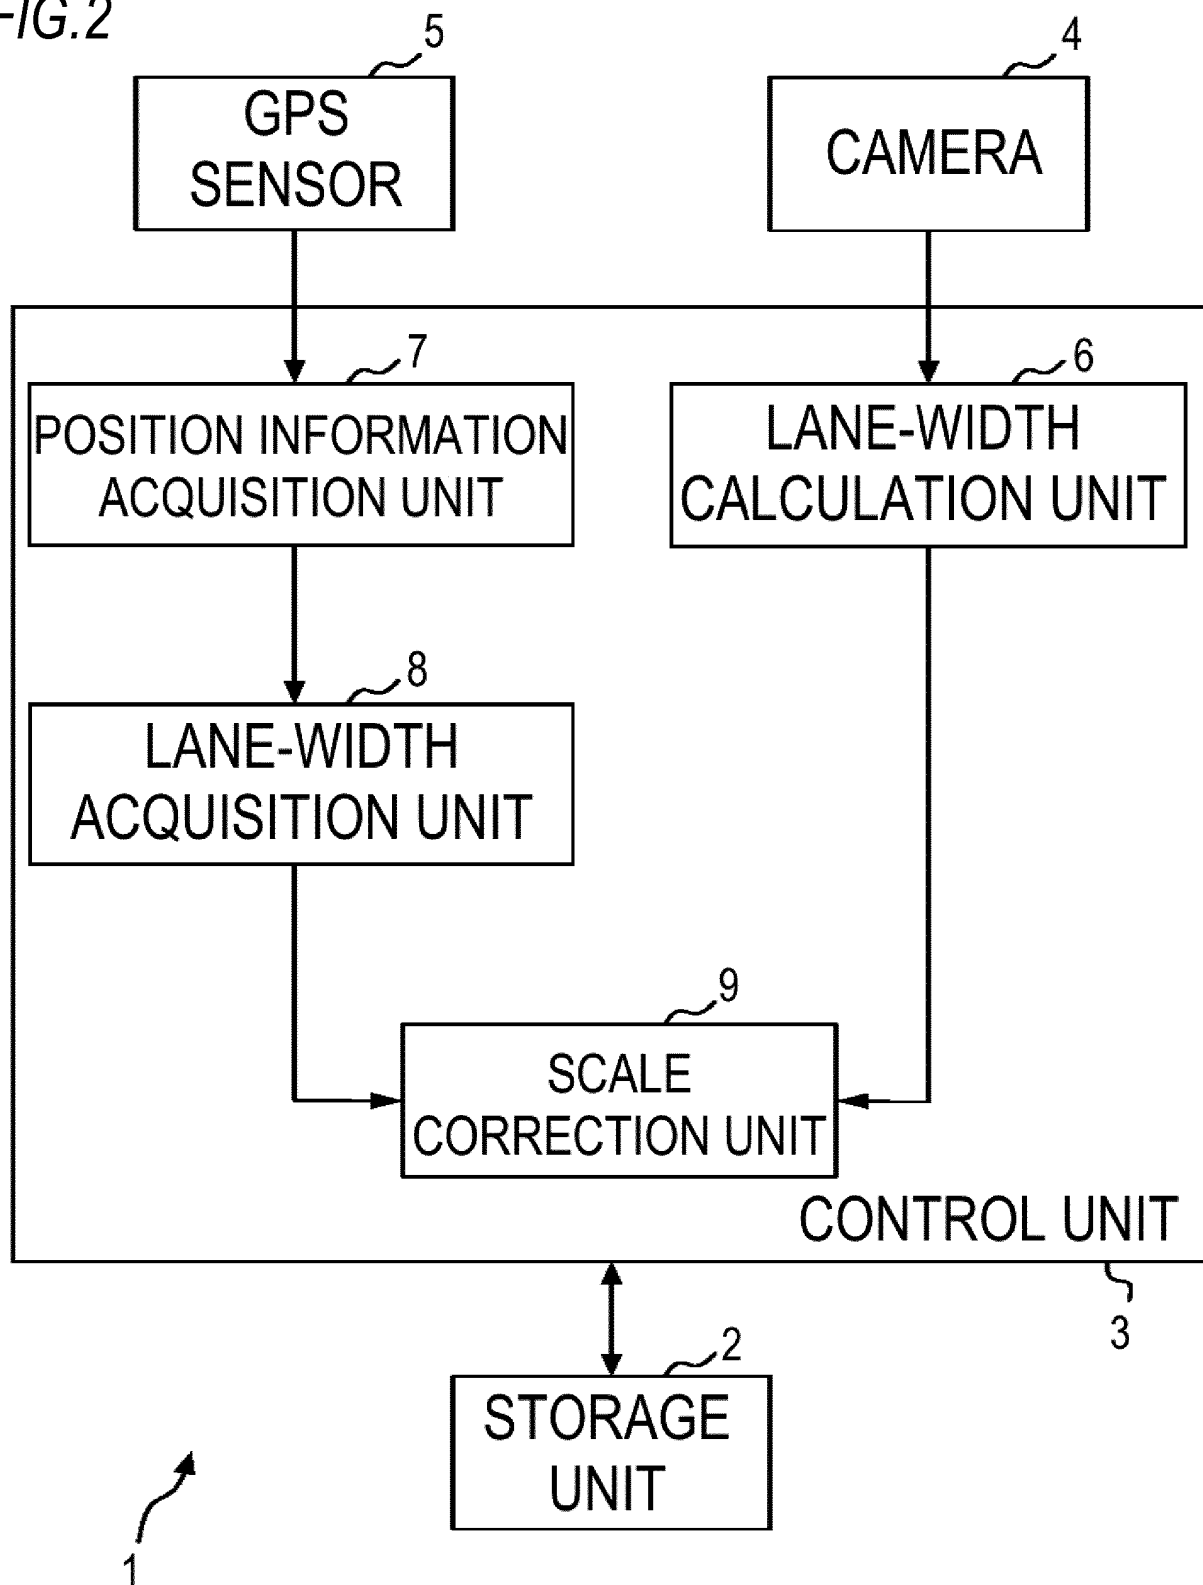 FIG.2
5
GPS
SENSOR
4
CAMERA
7
POSITION INFORMATION
ACQUISITION UNIT
6
LANE-WIDTH
CALCULATION UNIT
8
LANE-WIDTH
ACQUISITION UNIT
9
SCALE
CORRECTION UNIT
CONTROL UNIT
3
2
STORAGE
UNIT
1